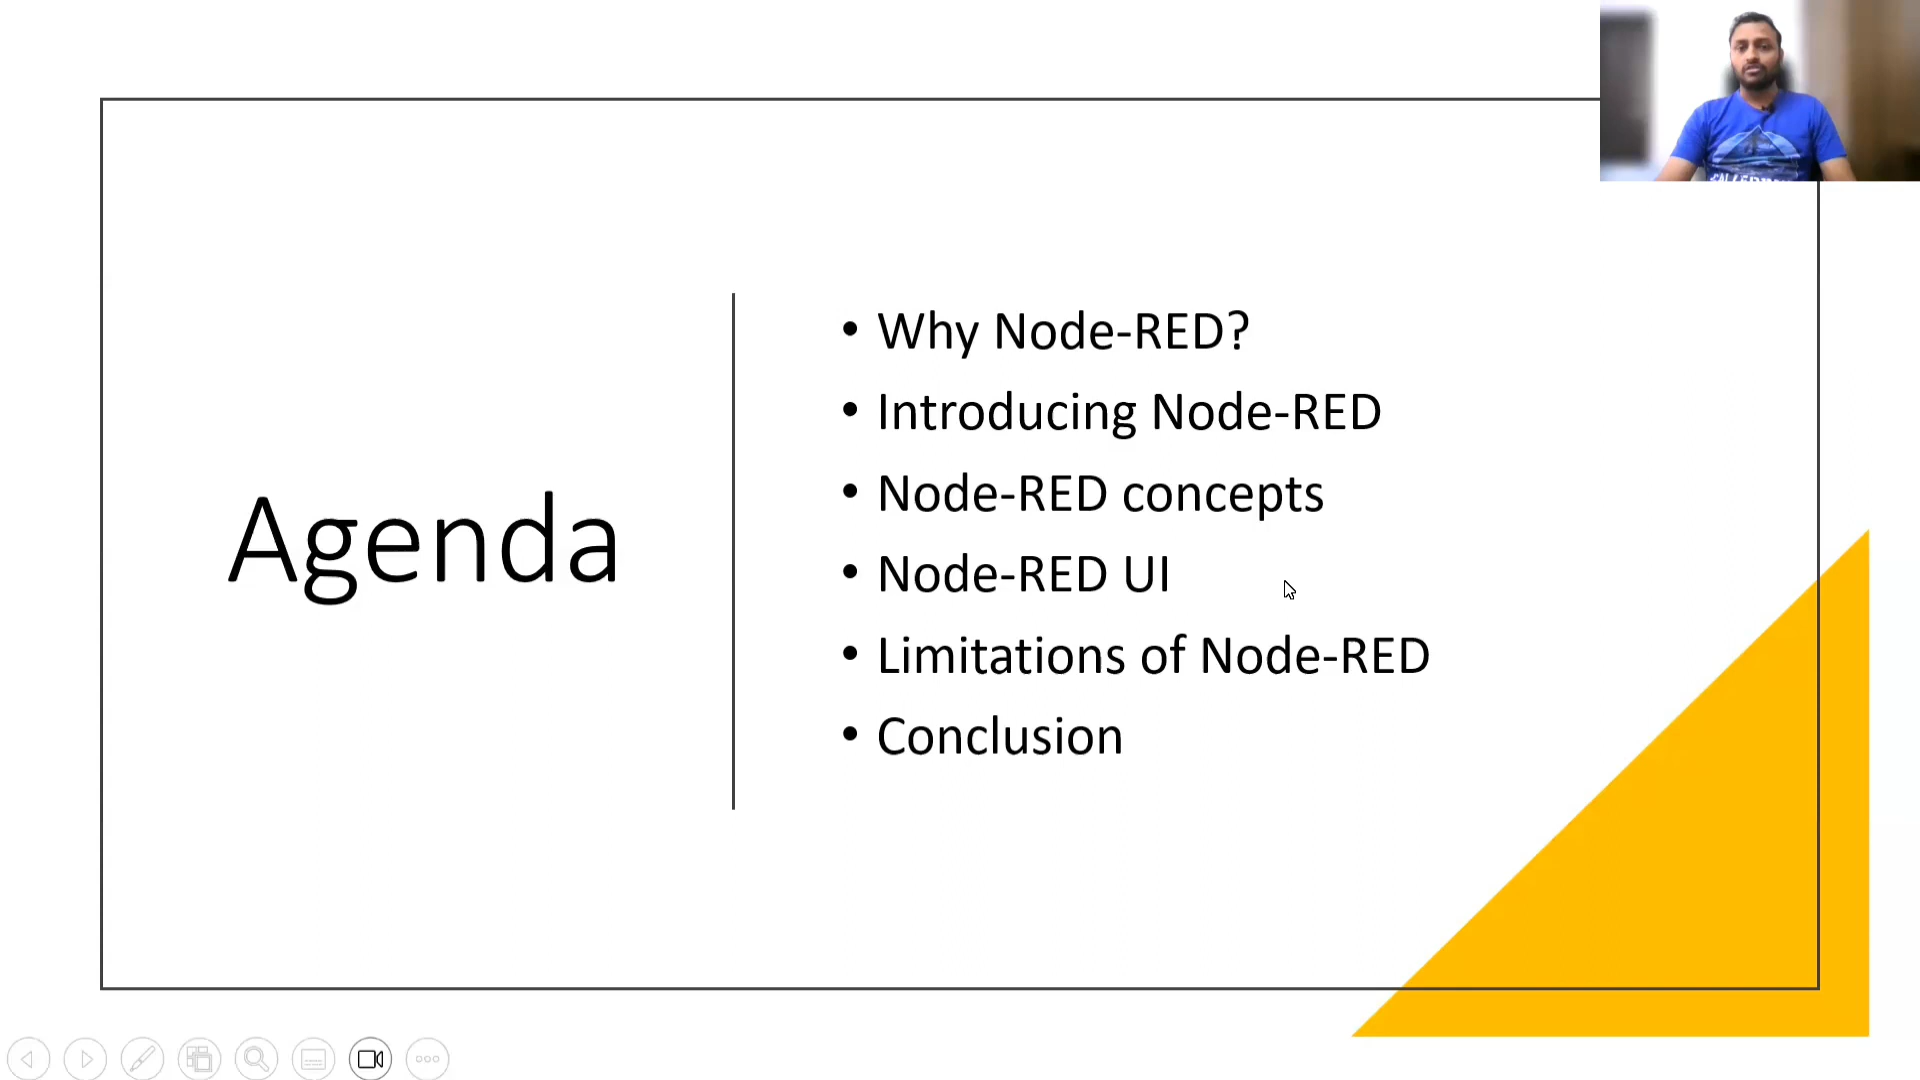 Agenda
• Why Node-RED?
• Introducing Node-RED
• Node-RED concepts
• Node-RED UI
• Limitations of Node-RED
• Conclusion